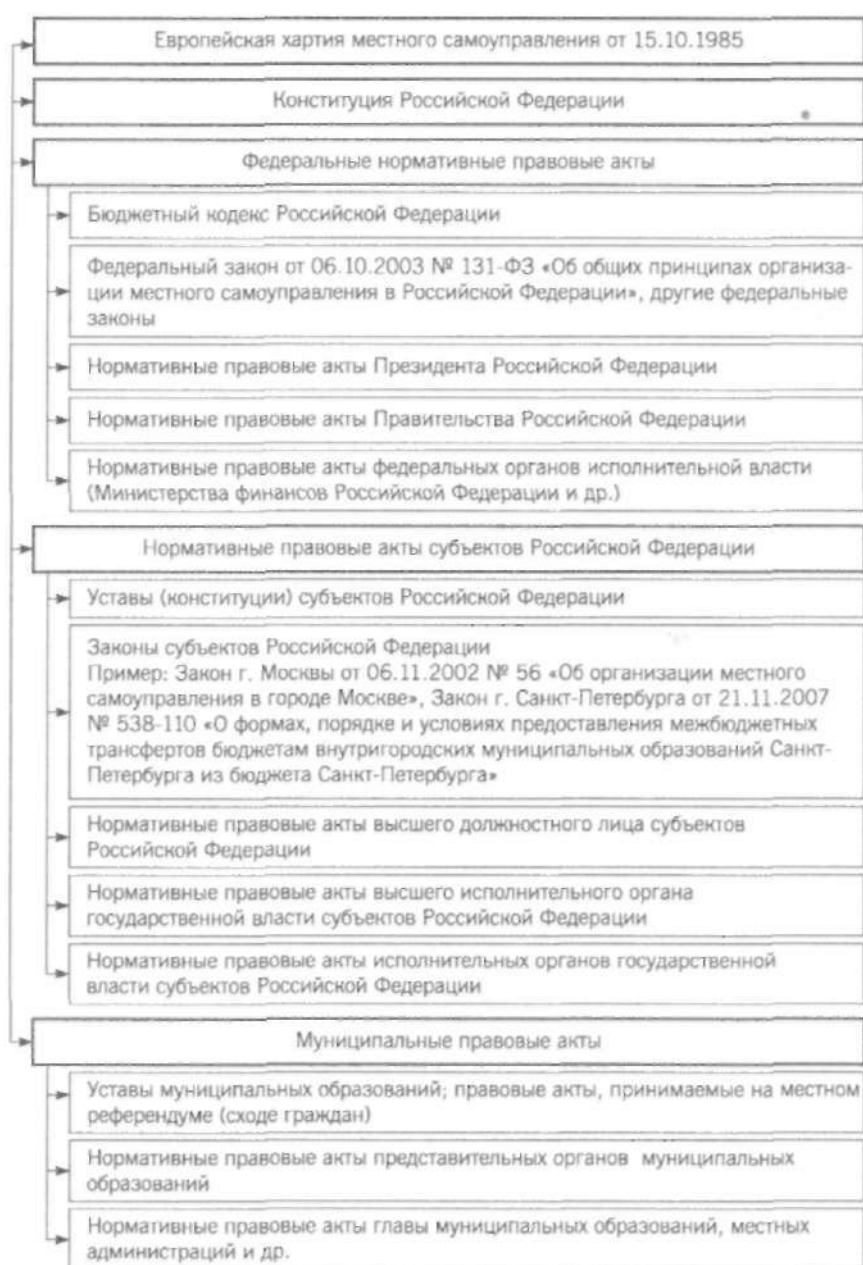 Европейская хартия местного самоуправления от 15.10.1985
Конституция Российской Федерации
Федеральные нормативные правовые акты
Бюджетный кодекс Российской Федерации
Федеральный закон от 06.10.2003 № 131-ФЗ «Об общих принципах организа-
ции местного самоуправления в Российской Федерации», другие федеральные
законы
Нормативные правовые акты Президента Российской Федерации
Нормативные правовые акты Правительства Российской Федерации
Нормативные правовые акты федеральных органов исполнительной власти
(Министерства финансов Российской Федерации и др.)
Нормативные правовые акты субъектов Российской Федерации
Уставы (конституции) субъектов Российской Федерации
Законы субъектов Российской Федерации
Пример: Закон г. Москвы от 06.11.2002 № 56 «Об организации местного
самоуправления в городе Москве», Закон г. Санкт-Петербурга от 21.11.2007
№ 538-110 «О формах, порядке и условиях предоставления межбюджетных
трансфертов бюджетам внутригородских муниципальных образований Санкт-
Петербурга из бюджета Санкт-Петербурга»
Нормативные правовые акты высшего должностного лица субъектов
Российской Федерации
Нормативные правовые акты высшего исполнительного органа
государственной власти субъектов Российской Федерации
Нормативные правовые акты исполнительных органов государственной
власти субъектов Российской Федерации
Муниципальные правовые акты
Уставы муниципальных образований; правовые акты, принимаемые на местном
референдуме (сходе граждан)
Нормативные правовые акты представительных органов муниципальных
образований
Нормативные правовые акты главы муниципальных образований, местных
администраций и др.